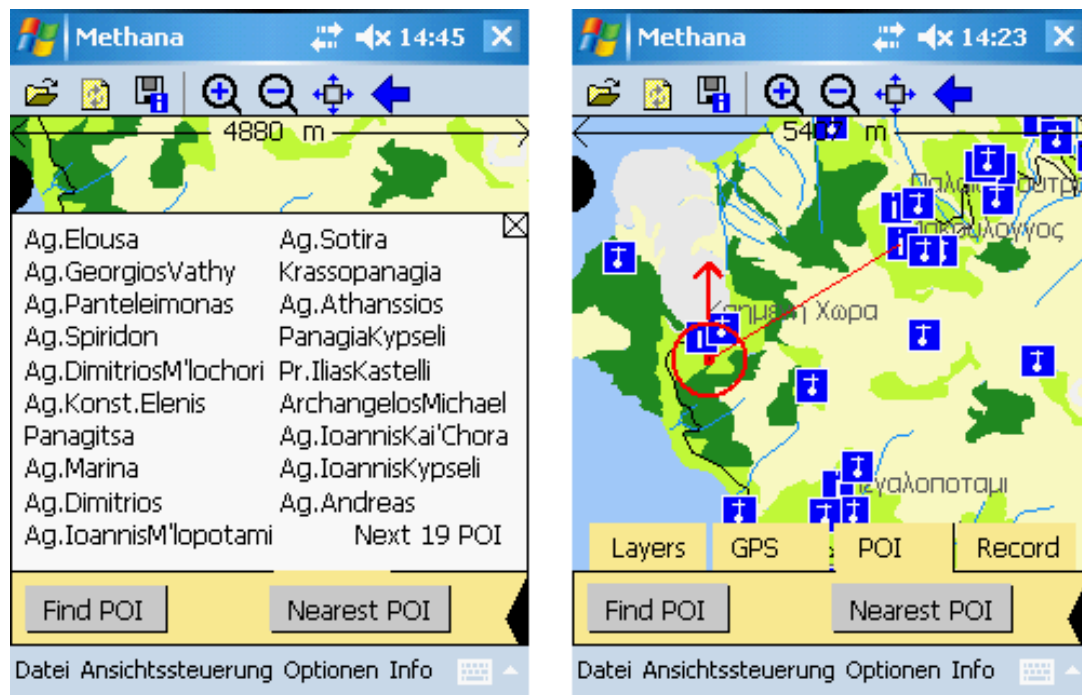 Methana 14:45
4880 m
Ag.Elousa Ag.Sotira
Ag.GeorgiosVathy Krassopanagia
Ag.Panteleimonas Ag.Athanssios
Ag.Spiridon PanagiaKypseli
Ag.DimitriosM'lochori Pr.IliasKastelli
Ag.Konst.Elenis ArchangelosMichael
Panagitsa Ag.IoannisKai'Chora
Ag.Marina Ag.IoannisKypseli
Ag.Dimitrios Ag.Andreas
Ag.IoannisM'lopotami Next 19 POI
Find POI Nearest POI
Datei Ansichtssteuerung Optionen Info
Methana 14:23
5407 m
Χωρα
Layers GPS POI Record
Find POI Nearest POI
Datei Ansichtssteuerung Optionen Info